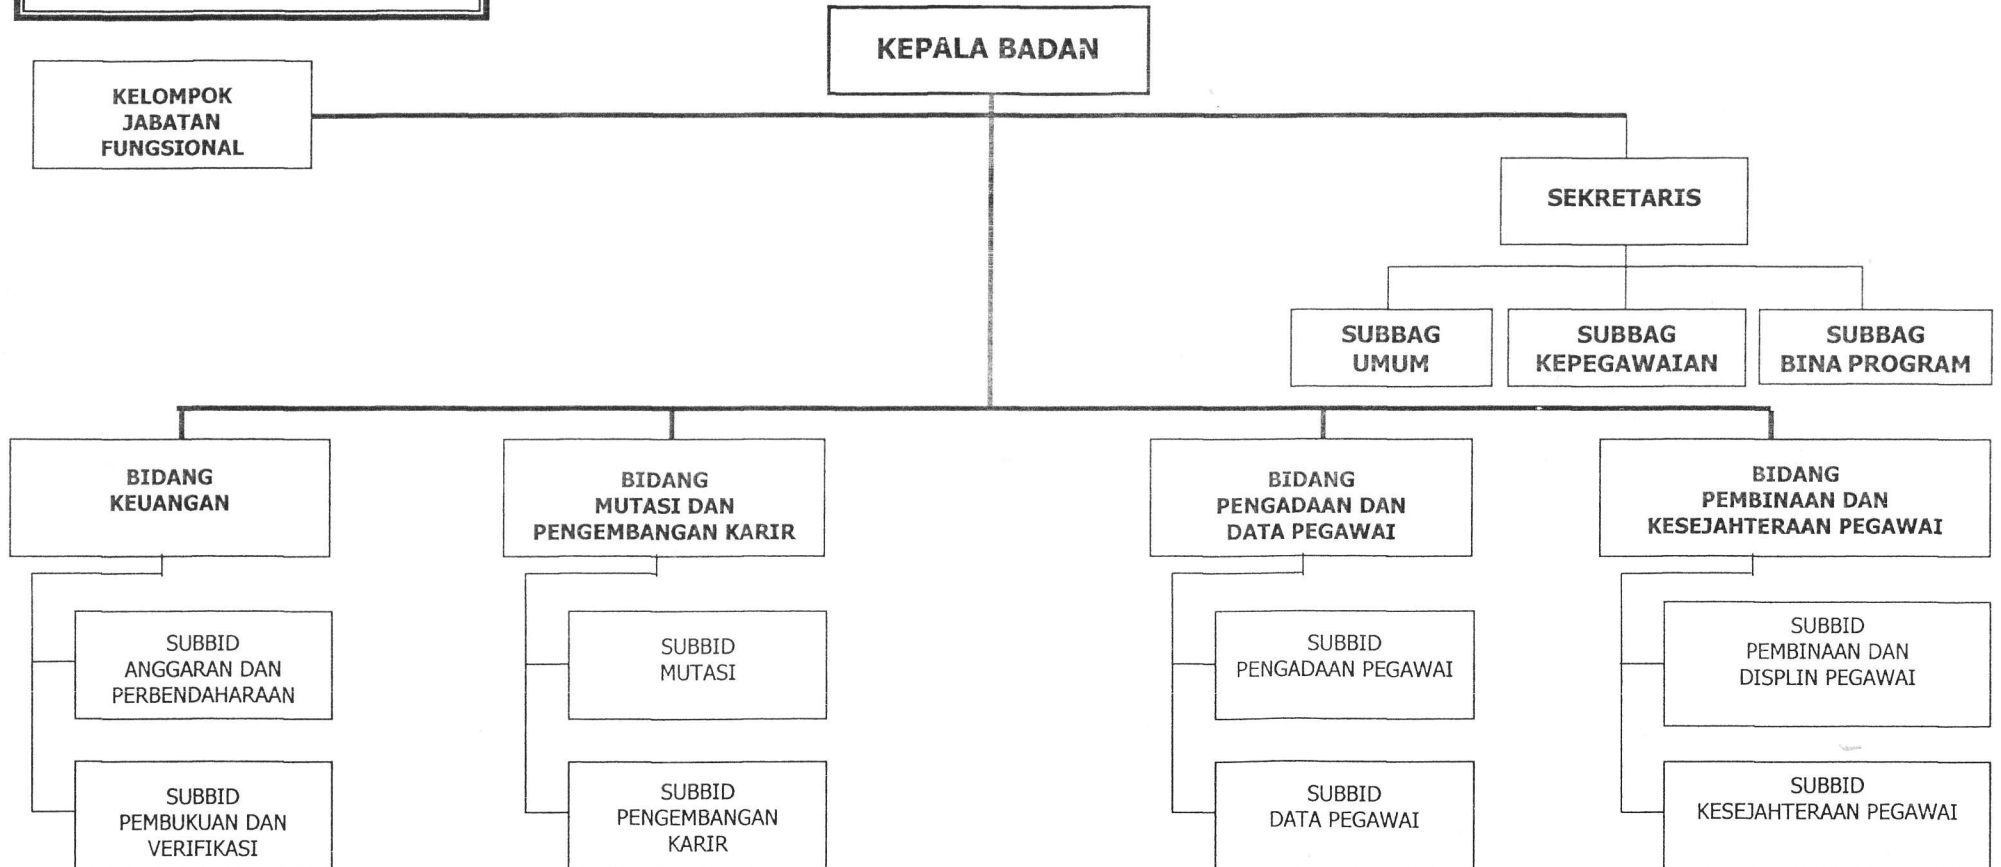 KEPALA BADAN
KELOMPOK
JABATAN
FUNGSIONAL
SEKRETARIS
SUBBAG
UMUM
SUBBAG
KEPEGAWAIAN
SUBBAG
BINA PROGRAM
BIDANG
KEUANGAN
BIDANG
MUTASI DAN
PENGEMBANGAN KARIR
BIDANG
PENGADAAN DAN
DATA PEGAWAI
BIDANG
PEMBINAAN DAN
KESEJAHTERAAN PEGAWAI
SUBBID
ANGGARAN DAN
PERBENDAHARAAN
SUBBID
MUTASI
SUBBID
PENGADAAN PEGAWAI
SUBBID
PEMBINAAN DAN
DISPLIN PEGAWAI
SUBBID
PEMBUKUAN DAN
VERIFIKASI
SUBBID
PENGEMBANGAN
KARIR
SUBBID
DATA PEGAWAI
SUBBID
KESEJAHTERAAN PEGAWAI